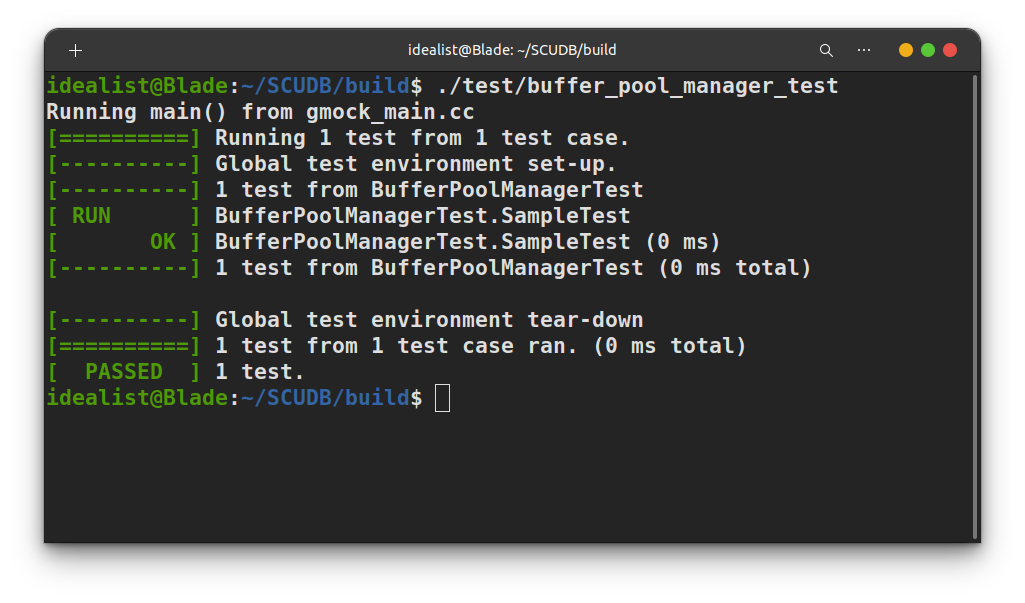 idealist@Blade: ~/SCUDB/build
idealist@Blade:~/SCUDB/build$ ./test/buffer_pool_manager_test
Running main() from gmock_main.cc
[==========] Running 1 test from 1 test case.
[----------] Global test environment set-up.
[----------] 1 test from BufferPoolManagerTest
[ RUN      ] BufferPoolManagerTest.SampleTest
[       OK ] BufferPoolManagerTest.SampleTest (0 ms)
[----------] 1 test from BufferPoolManagerTest (0 ms total)
[----------] Global test environment tear-down
[==========] 1 test from 1 test case ran. (0 ms total)
[  PASSED  ] 1 test.
idealist@Blade:~/SCUDB/build$